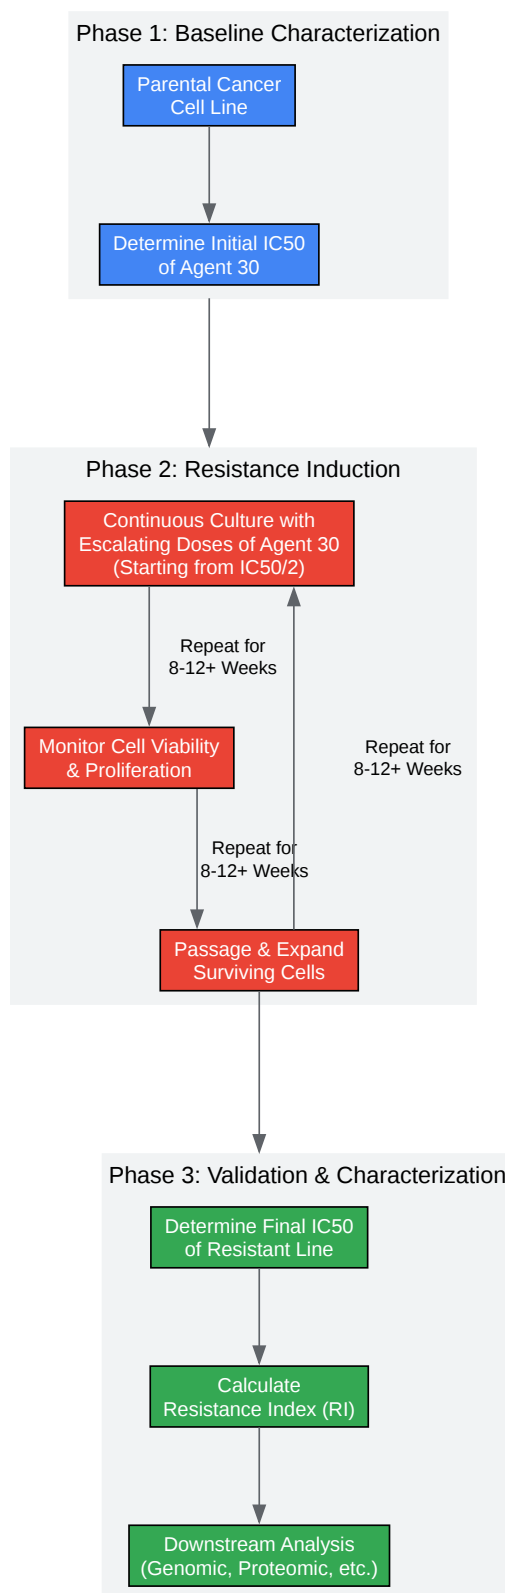 Phase 1: Baseline Characterization
Parental Cancer
Cell Line
Determine Initial IC50
of Agent 30
Phase 2: Resistance Induction
Continuous Culture with
Escalating Doses of Agent 30
(Starting from IC50/2)
Repeat for
8-12+ Weeks
Monitor Cell Viability
& Proliferation
Repeat for
8-12+ Weeks
Repeat for
8-12+ Weeks
Passage & Expand
Surviving Cells
Phase 3: Validation & Characterization
Determine Final IC50
of Resistant Line
Calculate
Resistance Index (RI)
Downstream Analysis
(Genomic, Proteomic, etc.)